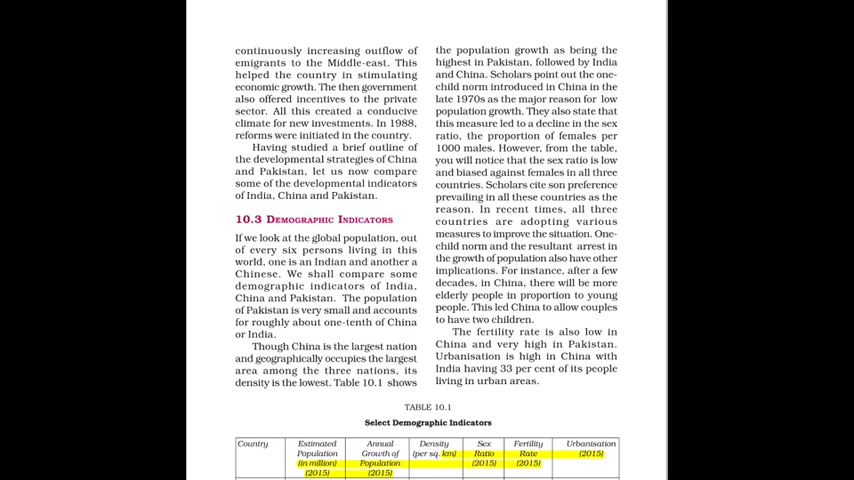 continuously increasing outflow of
emigrants to the Middle-east. This
helped the country in stimulating
economic growth. The then government
also offered incentives to the private
sector. All this created a conducive
climate for new investments. In 1988,
reforms were initiated in the country.
Having studied a brief outline of
the developmental strategies of China
and Pakistan, let us now compare
some of the developmental indicators
of India, China and Pakistan.
10.3 DEMOGRAPHIC INDICATORS
If we look at the global population, out
of every six persons living in this
world, one is an Indian and another a
Chinese. We shall compare some
demographic indicators of India,
China and Pakistan. The population
of Pakistan is very small and accounts
for roughly about one-tenth of China
or India.
Though China is the largest nation
and geographically occupies the largest
area among the three nations, its
density is the lowest. Table 10.1 shows
the population growth as being the
highest in Pakistan, followed by India
and China. Scholars point out the one-
child norm introduced in China in the
late 1970s as the major reason for low
population growth. They also state that
this measure led to a decline in the sex
ratio, the proportion of females per
1000 males. However, from the table,
you will notice that the sex ratio is low
and biased against females in all three
countries. Scholars cite son preference
prevailing in all these countries as the
reason. In recent times, all three
countries are adopting various
measures to improve the situation. One-
child norm and the resultant arrest in
the growth of population also have other
implications. For instance, after a few
decades, in China, there will be more
elderly people in proportion to young
people. This led China to allow couples
to have two children.
The fertility rate is also low in
China and very high in Pakistan.
Urbanisation is high in China with
India having 33 per cent of its people
living in urban areas.
TABLE 10.1
Select Demographic Indicators
Country Estimated Annual Density Sex Fertility Urbanisation
Population Growth of (per sq. km) Ratio Rate (2015)
(in million) Population (2015) (2015)
(2015) (2015)